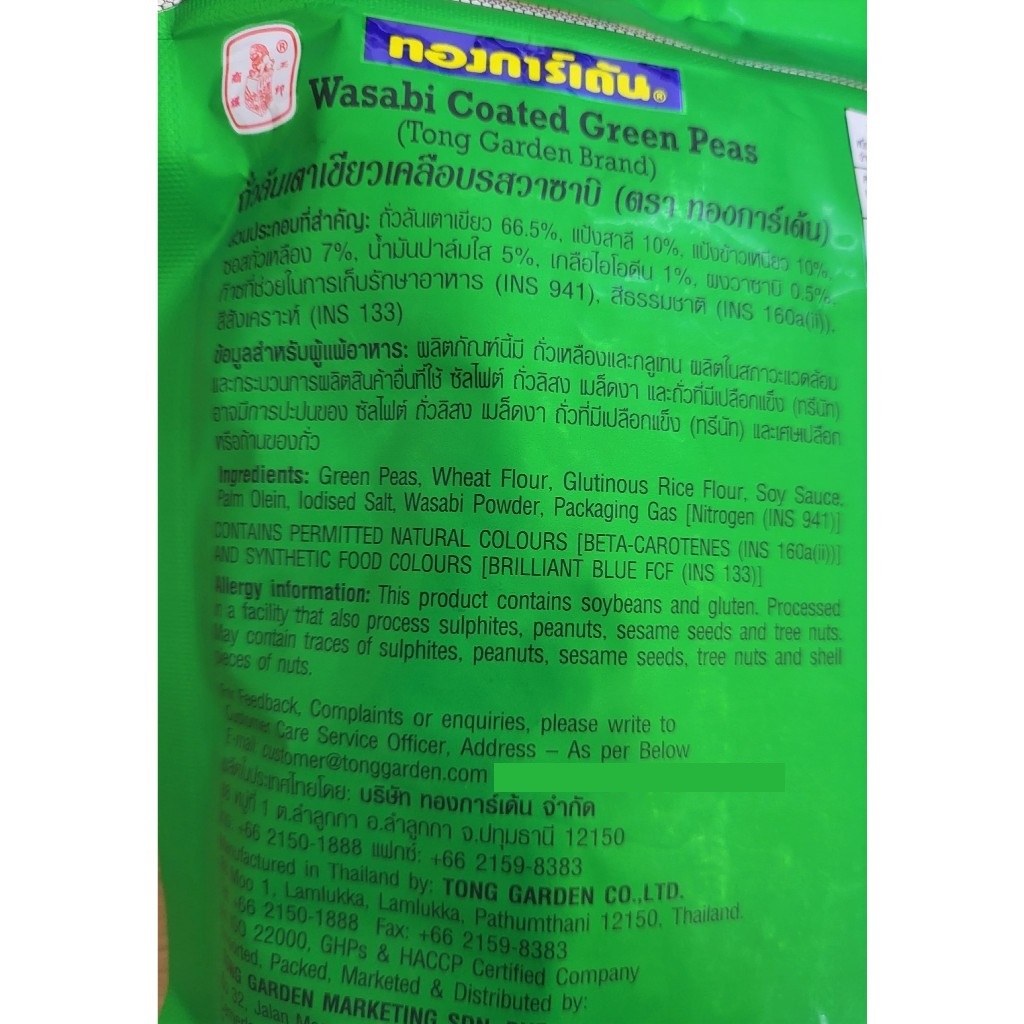 ทองการ์เด้น®
Wasabi Coated Green Peas
(Tong Garden Brand)
ถั่วลันเตาเขียวเคลือบรสวาซาบิ (ตรา ทองการ์เด้น)
ส่วนประกอบที่สำคัญ: ถั่วลันเตาเขียว 66.5%, แป้งสาลี 10%, แป้งข้าวเหนียว 10%,
ซอสถั่วเหลือง 7%, น้ำมันปาล์มใส 5%, เกลือไอโอดีน 1%, ผงวาซาบิ 0.5%,
ก๊าซที่ช่วยในการเก็บรักษาอาหาร (INS 941), สีธรรมชาติ (INS 160a(ii)),
สีสังเคราะห์ (INS 133)
ข้อมูลสำหรับผู้แพ้อาหาร: ผลิตภัณฑ์นี้มี ถั่วเหลืองและกลูเทน ผลิตในสภาวะแวดล้อม
และกระบวนการผลิตสินค้าอื่นที่ใช้ ซัลไฟต์ ถั่วลิสง เมล็ดงา และถั่วที่มีเปลือกแข็ง (ทรีนัท)
อาจมีการปะปนของ ซัลไฟต์ ถั่วลิสง เมล็ดงา ถั่วที่มีเปลือกแข็ง (ทรีนัท) และเศษเปลือก
หรือก้านของถั่ว
Ingredients: Green Peas, Wheat Flour, Glutinous Rice Flour, Soy Sauce,
Palm Olein, Iodised Salt, Wasabi Powder, Packaging Gas [Nitrogen (INS 941)]
CONTAINS PERMITTED NATURAL COLOURS [BETA-CAROTENES (INS 160a(ii))]
AND SYNTHETIC FOOD COLOURS [BRILLIANT BLUE FCF (INS 133)]
Allergy information: This product contains soybeans and gluten. Processed
in a facility that also process sulphites, peanuts, sesame seeds and tree nuts.
May contain traces of sulphites, peanuts, sesame seeds, tree nuts and shell
pieces of nuts.
For Feedback, Complaints or enquiries, please write to
Customer Care Service Officer, Address – As per Below
E-mail: customer@tonggarden.com
ผลิตในประเทศไทยโดย: บริษัท ทองการ์เด้น จำกัด
หมู่ที่ 1 ต.ลำลูกกา อ.ลำลูกกา จ.ปทุมธานี 12150
+66 2150-1888 แฟกซ์: +66 2159-8383
Manufactured in Thailand by: TONG GARDEN CO.,LTD.
Moo 1, Lamlukka, Lamlukka, Pathumthani 12150, Thailand.
+66 2150-1888 Fax: +66 2159-8383
22000, GHPs & HACCP Certified Company
Packed, Marketed & Distributed by:
GARDEN MARKETING SDN.
32, Jalan